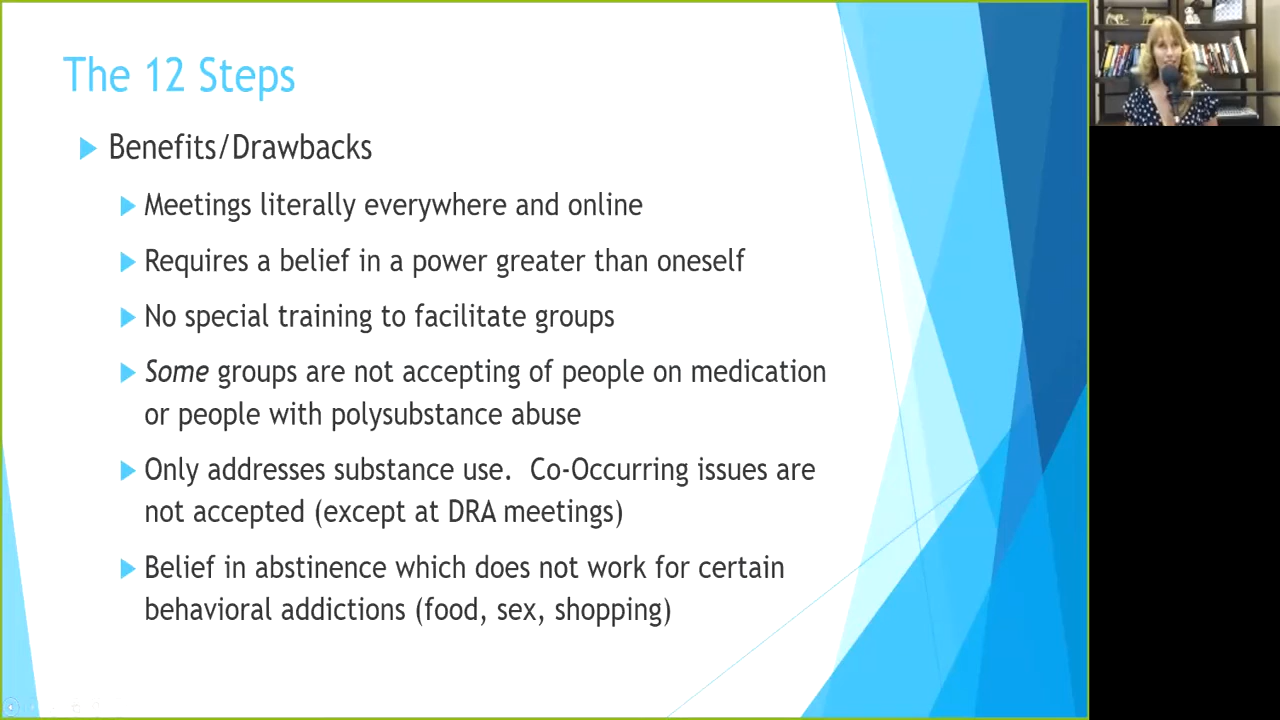 The 12 Steps
Benefits/Drawbacks
Meetings literally everywhere and online
Requires a belief in a power greater than oneself
No special training to facilitate groups
Some groups are not accepting of people on medication
or people with polysubstance abuse
Only addresses substance use.  Co-Occurring issues are
not accepted (except at DRA meetings)
Belief in abstinence which does not work for certain
behavioral addictions (food, sex, shopping)